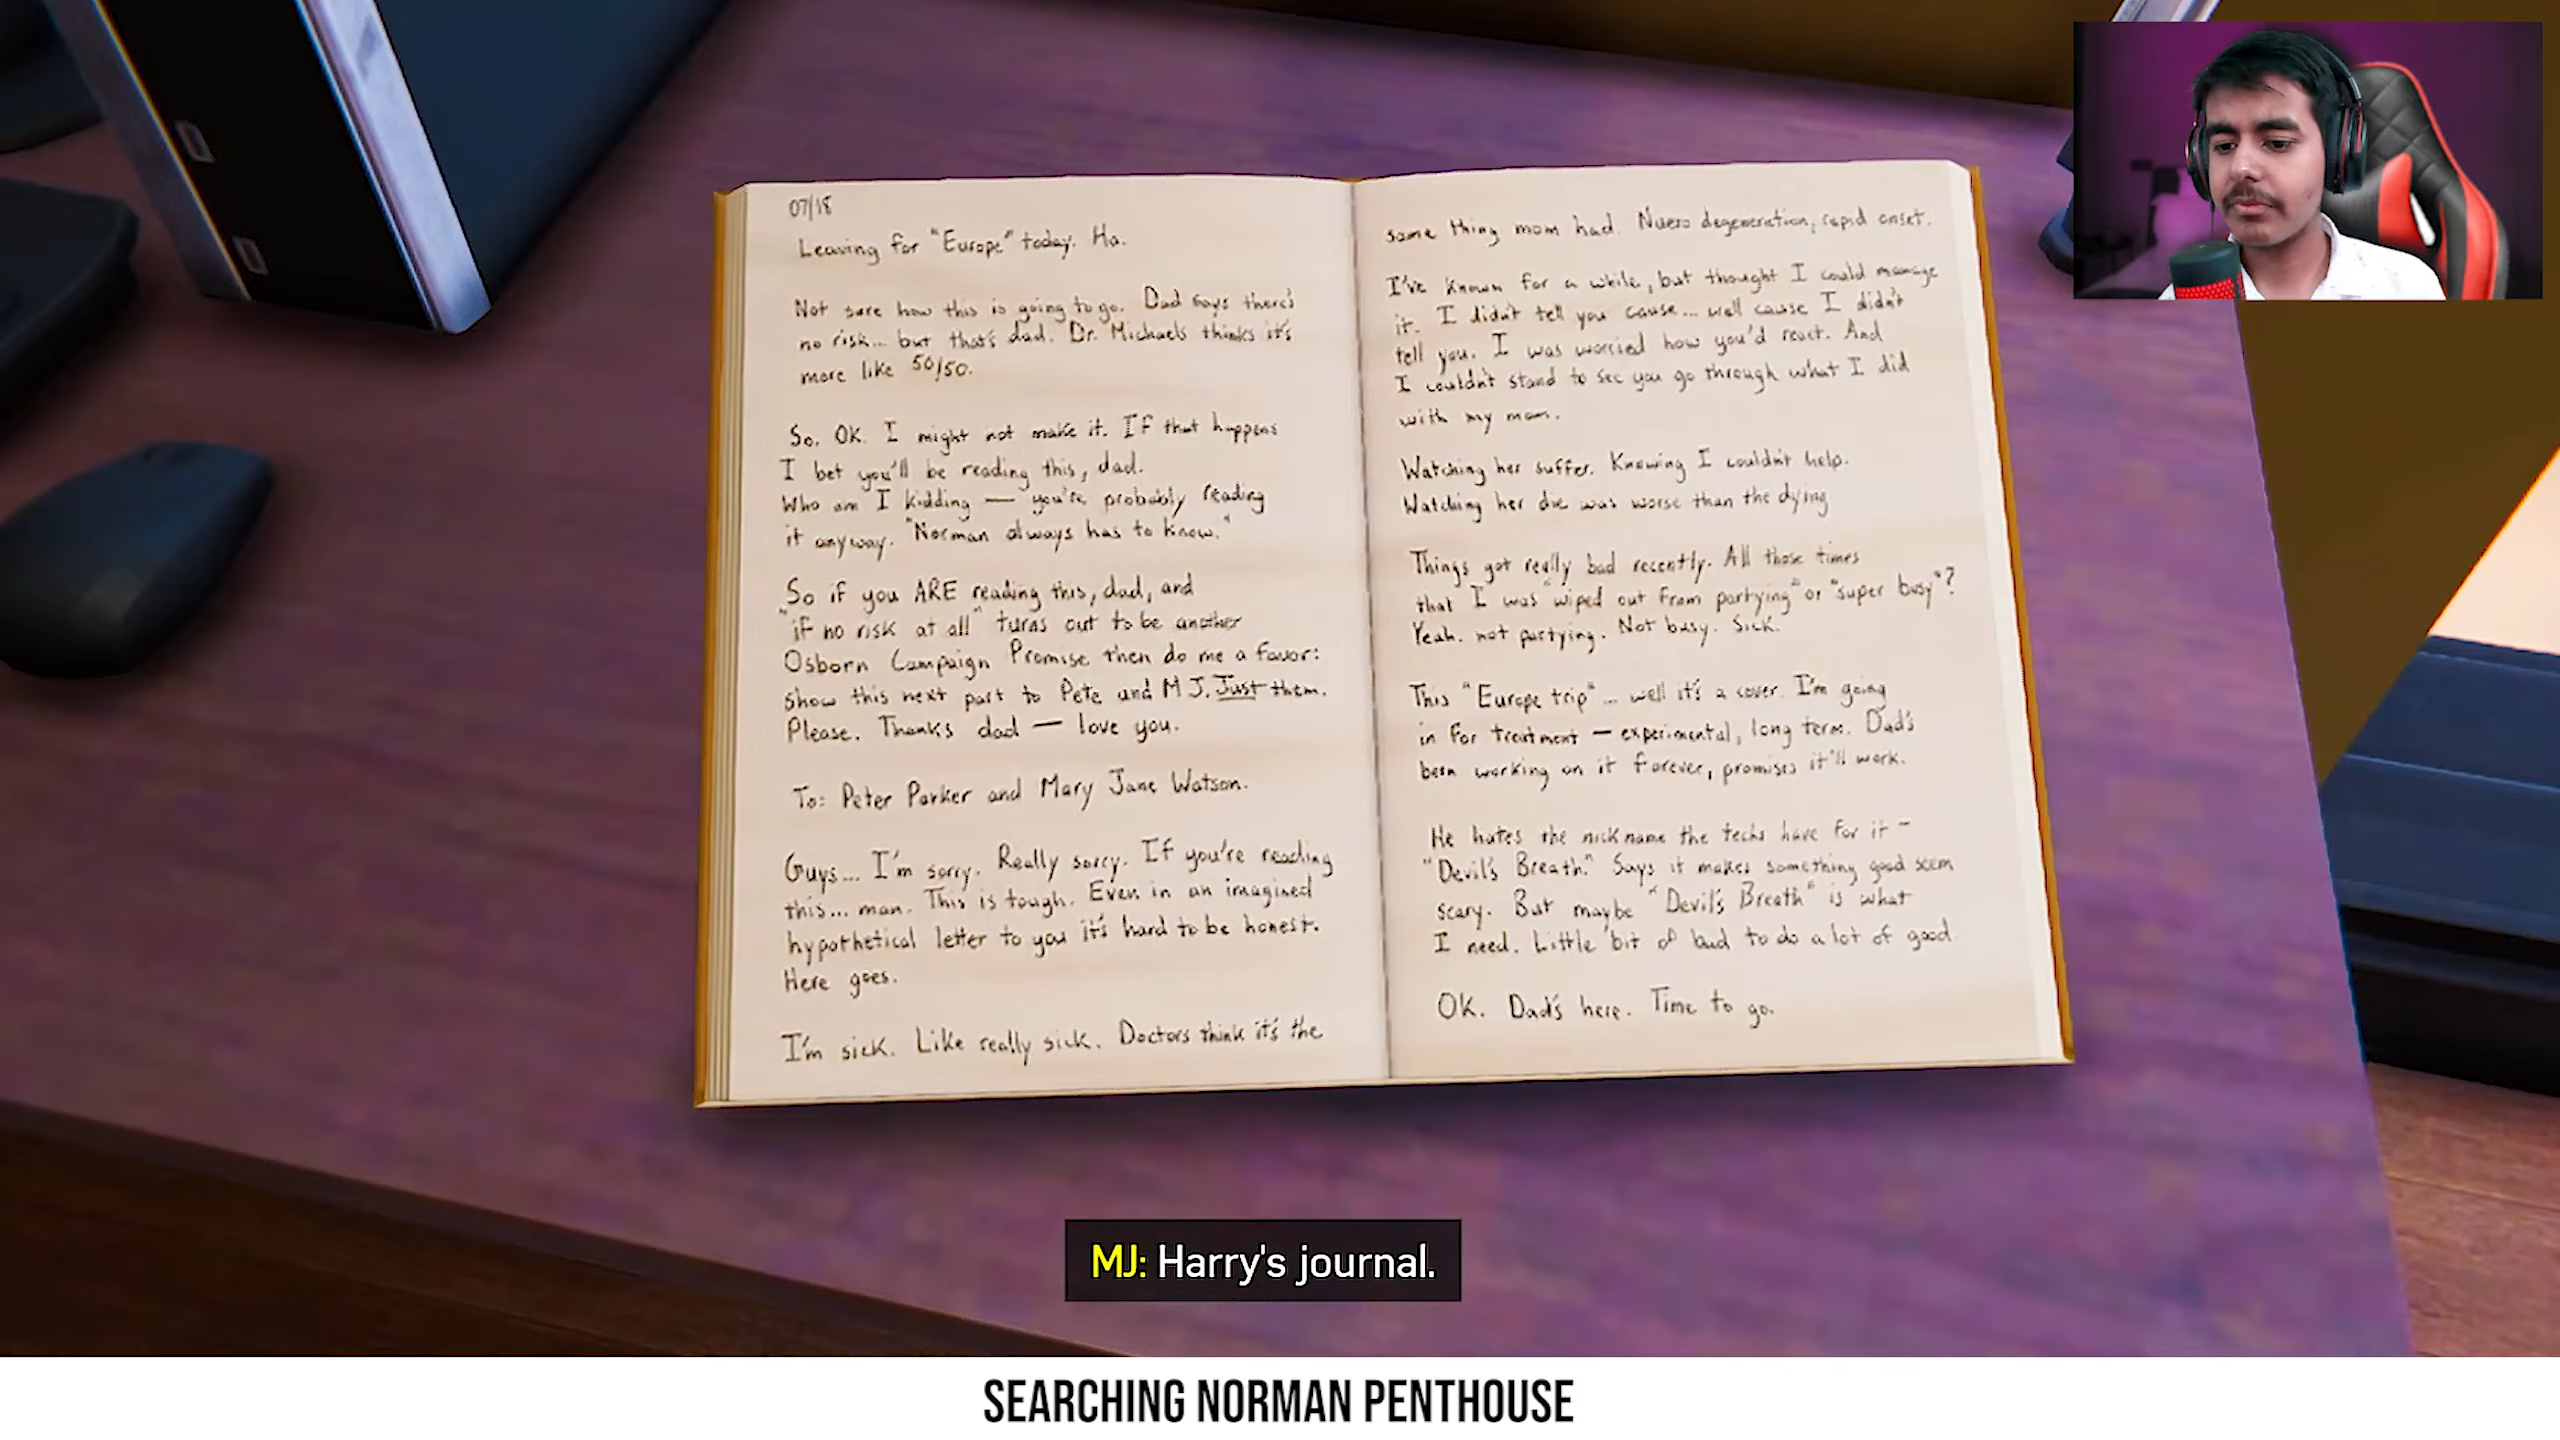 07/18
Leaving for "Europe" today. Ha.
Not sure how this is going to go. Dad says there's
no risk... but that's dad. Dr. Michaels thinks it's
more like 50/50.
So. OK. I might not make it. If that happens
I bet you'll be reading this, dad.
Who am I kidding — you're probably reading
it anyway. "Norman always has to know."
So if you ARE reading this, dad, and
"if no risk at all" turns out to be another
Osborn Campaign Promise then do me a favor:
show this next part to Pete and MJ. Just them.
Please. Thanks dad — love you.
To: Peter Parker and Mary Jane Watson.
Guys... I'm sorry. Really sorry. If you're reading
this... man. This is tough. Even in an imagined
hypothetical letter to you it's hard to be honest.
Here goes.
I'm sick. Like really sick. Doctors think it's the
same thing mom had. Nuero degeneration, rapid onset.
I've known for a while, but thought I could manage
it. I didn't tell you cause... well cause I didn't
tell you. I was worried how you'd react. And
I couldn't stand to see you go through what I did
with my mom.
Watching her suffer. Knowing I couldn't help.
Watching her die was worse than the dying
Things got really bad recently. All those times
that I was "wiped out from partying" or "super busy"?
Yeah. not partying. Not busy. Sick.
This "Europe trip"... well it's a cover. I'm going
in for treatment — experimental, long term. Dad's
been working on it forever, promises it'll work.
He hates the nickname the techs have for it -
"Devil's Breath." Says it makes something good seem
scary. But maybe "Devil's Breath" is what
I need. Little bit of bad to do a lot of good
OK. Dad's here. Time to go.
MJ: Harry's journal.
SEARCHING NORMAN PENTHOUSE